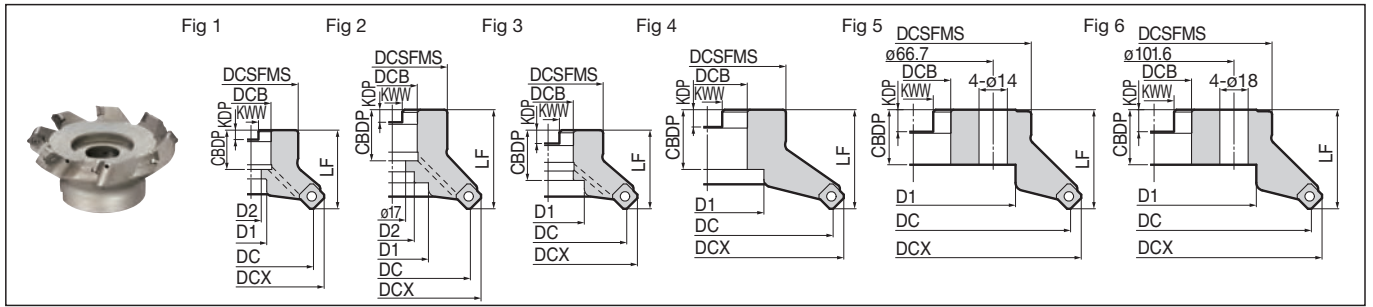 Fig 1
DCSFMS
DCB
KWW
KDP
CBDP
LF
D2
D1
DC
DCX
Fig 2
DCSFMS
DCB
KWW
KDP
CBDP
LF
ø17
D2
D1
DC
DCX
Fig 3
DCSFMS
DCB
KWW
KDP
CBDP
LF
D1
DC
DCX
Fig 4
DCSFMS
DCB
KWW
KDP
CBDP
LF
D1
DC
DCX
Fig 5
DCSFMS
ø66.7
DCB
4-ø14
KWW
KDP
CBDP
LF
D1
DC
DCX
Fig 6
DCSFMS
ø101.6
DCB
4-ø18
KWW
KDP
CBDP
LF
D1
DC
DCX